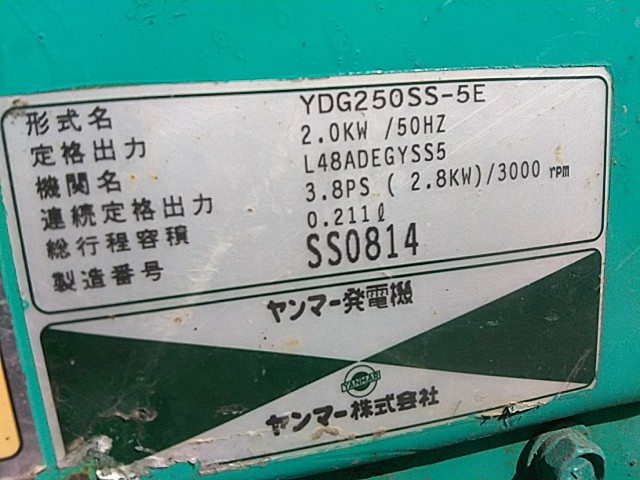 形式名 YDG250SS-5E
定格出力 2.0KW /50HZ
機関名 L48ADEGYSS5
連続定格出力 3.8PS ( 2.8KW)/3000 rpm
総行程容積 0.211ℓ
製造番号 SS0814
ヤンマー発電機
YANMAR
ヤンマー株式会社